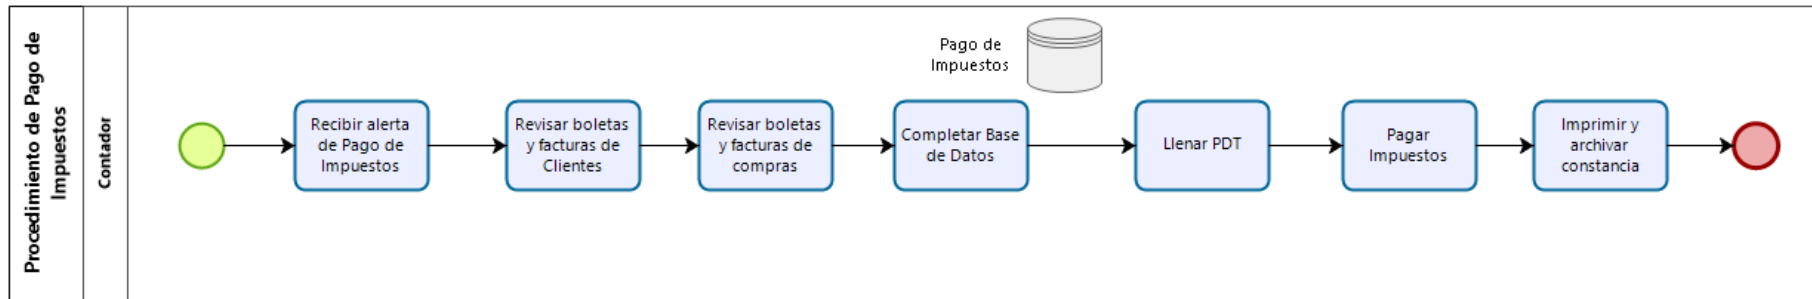 Procedimiento de Pago de
Impuestos
Contador
Recibir alerta
de Pago de
Impuestos
Revisar boletas
y facturas de
Clientes
Revisar boletas
y facturas de
compras
Completar Base
de Datos
Pago de
Impuestos
Llenar PDT
Pagar
Impuestos
Imprimir y
archivar
constancia